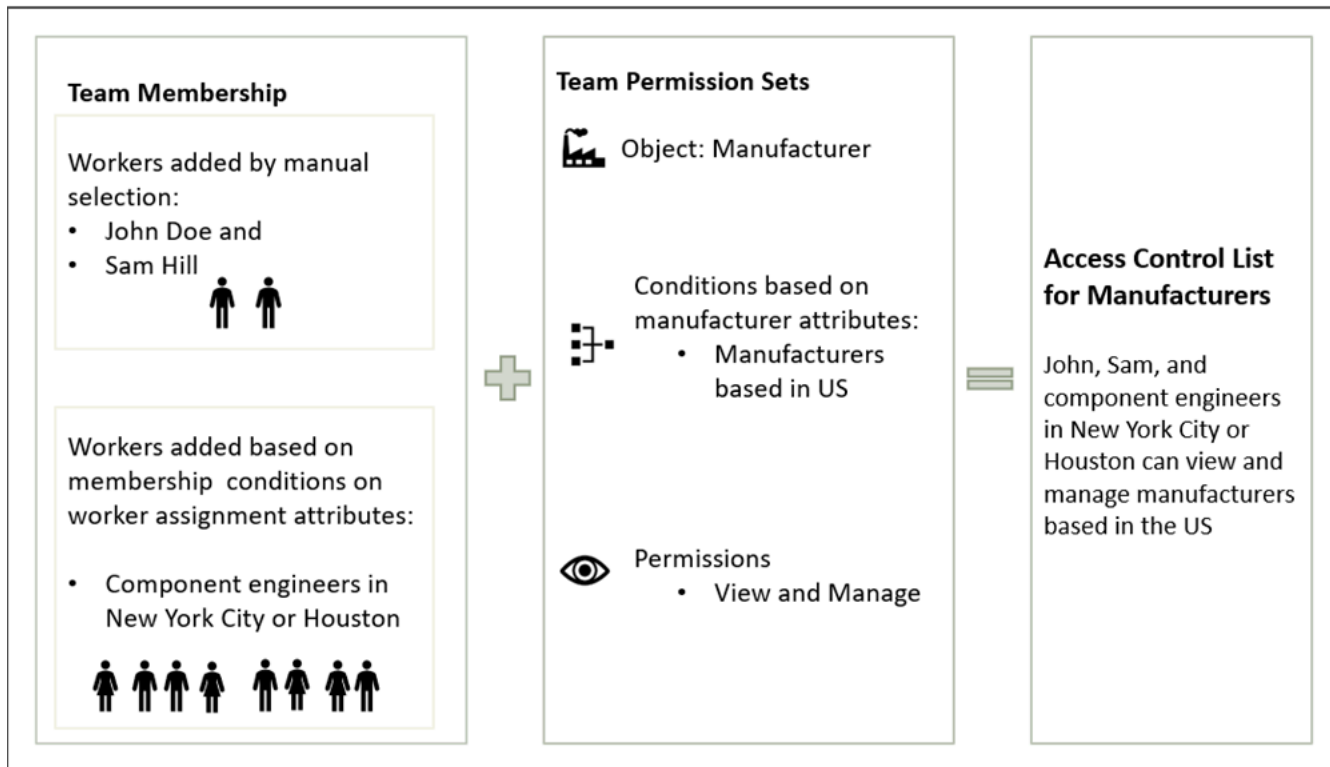 Team Membership
Workers added by manual
selection:
• John Doe and
• Sam Hill
Workers added based on
membership conditions on
worker assignment attributes:
• Component engineers in
New York City or Houston
Team Permission Sets
Object: Manufacturer
Conditions based on
manufacturer attributes:
• Manufacturers
based in US
Permissions
• View and Manage
Access Control List
for Manufacturers
John, Sam, and
component engineers
in New York City or
Houston can view and
manage manufacturers
based in the US